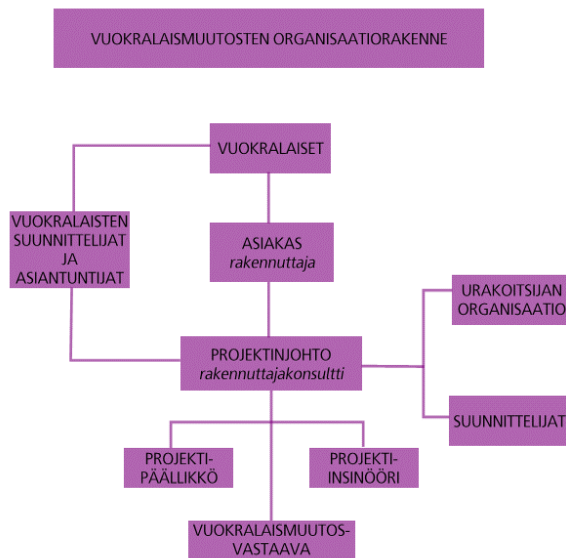 VUOKRALAISMUUTOSTEN ORGANISAATIORAKENNE
VUOKRALAISET
VUOKRALAISTEN
SUUNNITTELIJAT
JA
ASIANTUNTIJAT
ASIAKAS
rakennuttaja
URAKOITSIJAN
ORGANISAATIO
PROJEKTINJOHTO
rakennuttajakonsultti
SUUNNITTELIJAT
PROJEKTI-
PÄÄLLIKKÖ
PROJEKTI-
INSINÖÖRI
VUOKRALAISMUUTOS-
VASTAAVA